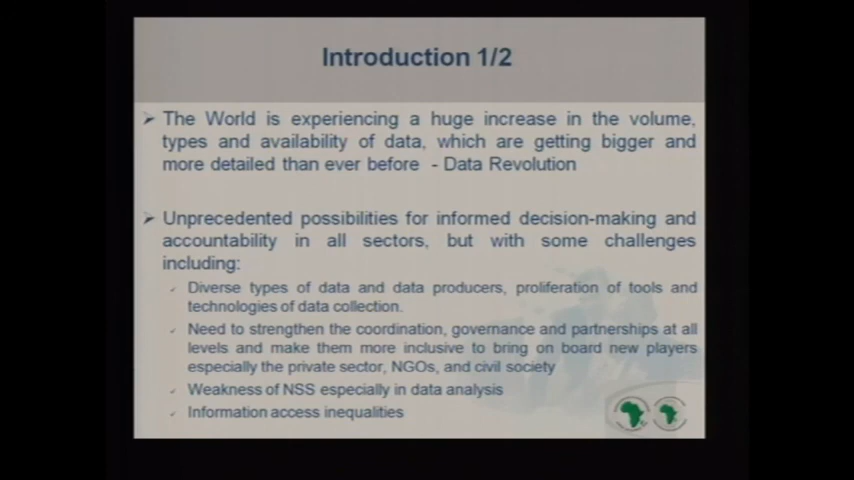 Introduction 1/2
The World is experiencing a huge increase in the volume,
types and availability of data, which are getting bigger and
more detailed than ever before - Data Revolution
Unprecedented possibilities for informed decision-making and
accountability in all sectors, but with some challenges
including:
Diverse types of data and data producers, proliferation of tools and
technologies of data collection.
Need to strengthen the coordination, governance and partnerships at all
levels and make them more inclusive to bring on board new players
especially the private sector, NGOs, and civil society
Weakness of NSS especially in data analysis
Information access inequalities